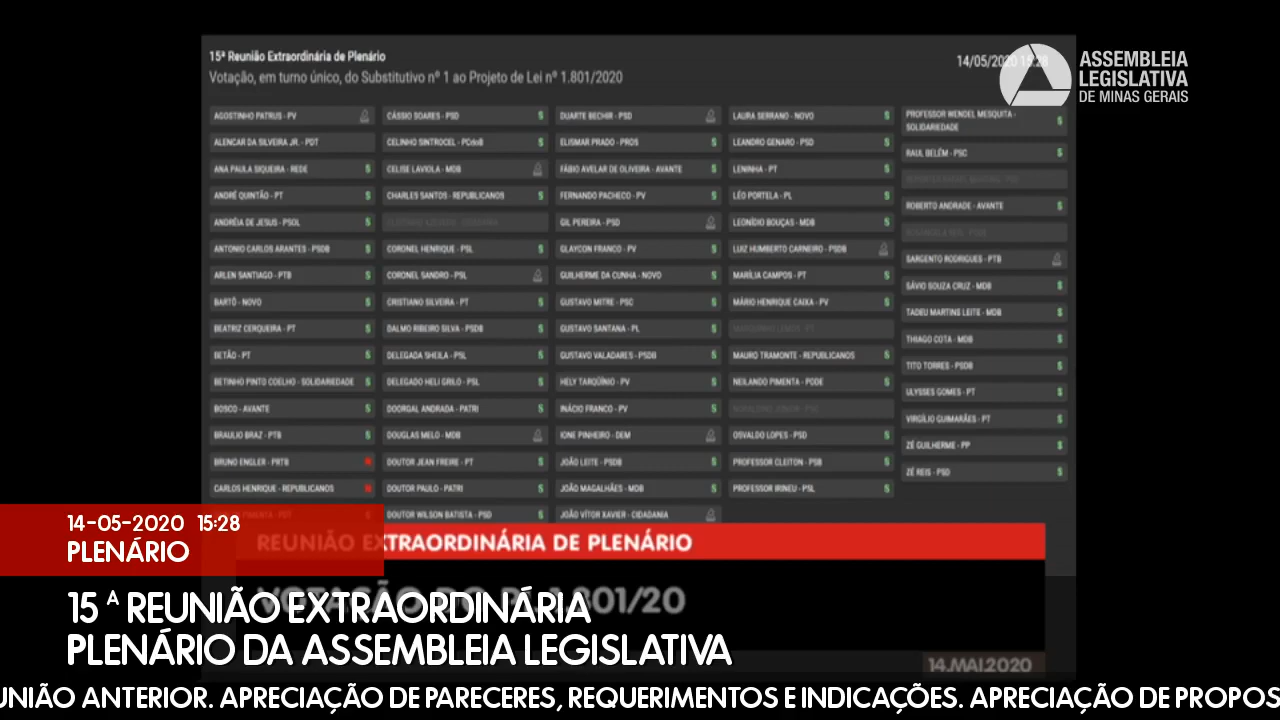 15ª Reunião Extraordinária de Plenário
Votação, em turno único, do Substitutivo nº 1 ao Projeto de Lei nº 1.801/2020
14/05/2020 15:28
ASSEMBLEIA
LEGISLATIVA
DE MINAS GERAIS
AGOSTINHO PATRUS - PV
ALENCAR DA SILVEIRA JR. - PDT
ANA PAULA SIQUEIRA - REDE S
ANDRÉ QUINTÃO - PT S
ANDRÉIA DE JESUS - PSOL S
ANTONIO CARLOS ARANTES - PSDB S
ARLEN SANTIAGO - PTB S
BARTÔ - NOVO S
BEATRIZ CERQUEIRA - PT S
BETÃO - PT S
BETINHO PINTO COELHO - SOLIDARIEDADE S
BOSCO - AVANTE S
BRAULIO BRAZ - PTB S
BRUNO ENGLER - PRTB
CARLOS HENRIQUE - REPUBLICANOS
CÁSSIO SOARES - PSD S
CELINHO SINTROCEL - PCdoB S
CELISE LAVIOLA - MDB
CHARLES SANTOS - REPUBLICANOS S
CORONEL HENRIQUE - PSL S
CORONEL SANDRO - PSL
CRISTIANO SILVEIRA - PT S
DALMO RIBEIRO SILVA - PSDB S
DELEGADA SHEILA - PSL S
DELEGADO HELI GRILO - PSL S
DOORGAL ANDRADA - PATRI S
DOUGLAS MELO - MDB
DOUTOR JEAN FREIRE - PT S
DOUTOR PAULO - PATRI S
DOUTOR WILSON BATISTA - PSD S
DUARTE BECHIR - PSD
ELISMAR PRADO - PROS S
FÁBIO AVELAR DE OLIVEIRA - AVANTE S
FERNANDO PACHECO - PV S
GIL PEREIRA - PSD
GLAYCON FRANCO - PV S
GUILHERME DA CUNHA - NOVO S
GUSTAVO MITRE - PSC S
GUSTAVO SANTANA - PL S
GUSTAVO VALADARES - PSDB S
HELY TARQÜÍNIO - PV S
INÁCIO FRANCO - PV S
IONE PINHEIRO - DEM
JOÃO LEITE - PSDB S
JOÃO MAGALHÃES - MDB S
JOÃO VÍTOR XAVIER - CIDADANIA
LAURA SERRANO - NOVO S
LEANDRO GENARO - PSD S
LENINHA - PT S
LÉO PORTELA - PL S
LEONÍDIO BOUÇAS - MDB S
LUIZ HUMBERTO CARNEIRO - PSDB
MARÍLIA CAMPOS - PT S
MÁRIO HENRIQUE CAIXA - PV S
MAURO TRAMONTE - REPUBLICANOS S
NEILANDO PIMENTA - PODE S
OSVALDO LOPES - PSD S
PROFESSOR CLEITON - PSB S
PROFESSOR IRINEU - PSL S
PROFESSOR WENDEL MESQUITA -
SOLIDARIEDADE S
RAUL BELÉM - PSC S
ROBERTO ANDRADE - AVANTE S
SARGENTO RODRIGUES - PTB
SÁVIO SOUZA CRUZ - MDB S
TADEU MARTINS LEITE - MDB S
THIAGO COTA - MDB S
TITO TORRES - PSDB S
ULYSSES GOMES - PT S
VIRGÍLIO GUIMARÃES - PT S
ZÉ GUILHERME - PP S
ZÉ REIS - PSD S
14-05-2020 15:28
PLENÁRIO
REUNIÃO EXTRAORDINÁRIA DE PLENÁRIO
VOTAÇÃO DO PL 1.801/20
15 ª REUNIÃO EXTRAORDINÁRIA
PLENÁRIO DA ASSEMBLEIA LEGISLATIVA
14.MAI.2020
UNIÃO ANTERIOR. APRECIAÇÃO DE PARECERES, REQUERIMENTOS E INDICAÇÕES. APRECIAÇÃO DE PROPOS